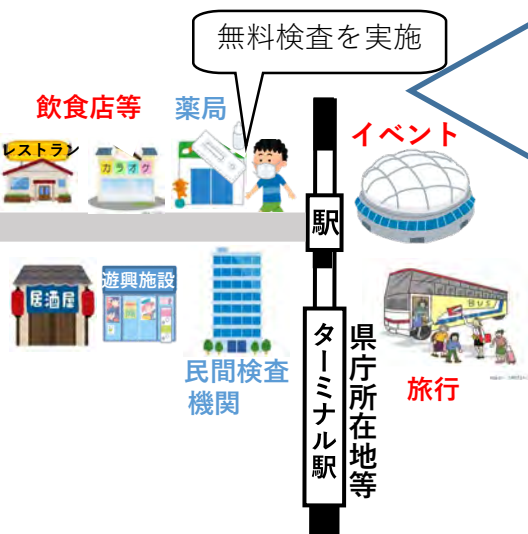 無料検査を実施
飲食店等
薬局
イベント
レストラン
カラオケ
駅
居酒屋
遊興施設
BUS
民間検査
機関
ターミナル駅
県庁所在地等
旅行